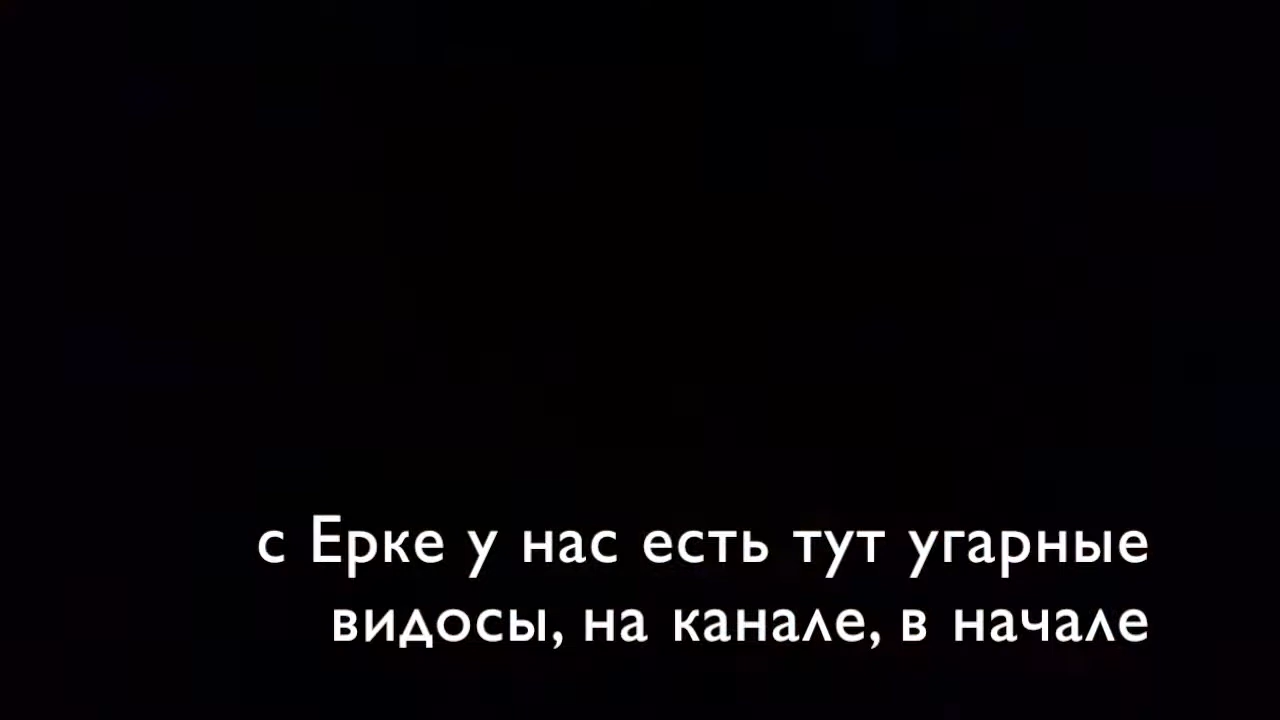 с Ерке у нас есть тут угарные
видосы, на канале, в начале